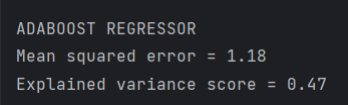 ADABOOST REGRESSOR
Mean squared error = 1.18
Explained variance score = 0.47